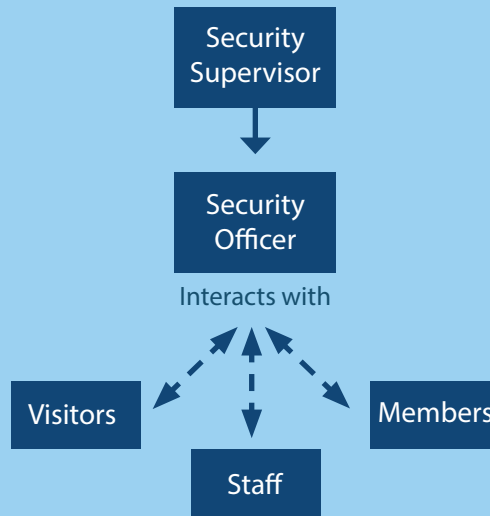 Security
Supervisor
Security
Officer
Interacts with
Visitors
Members
Staff